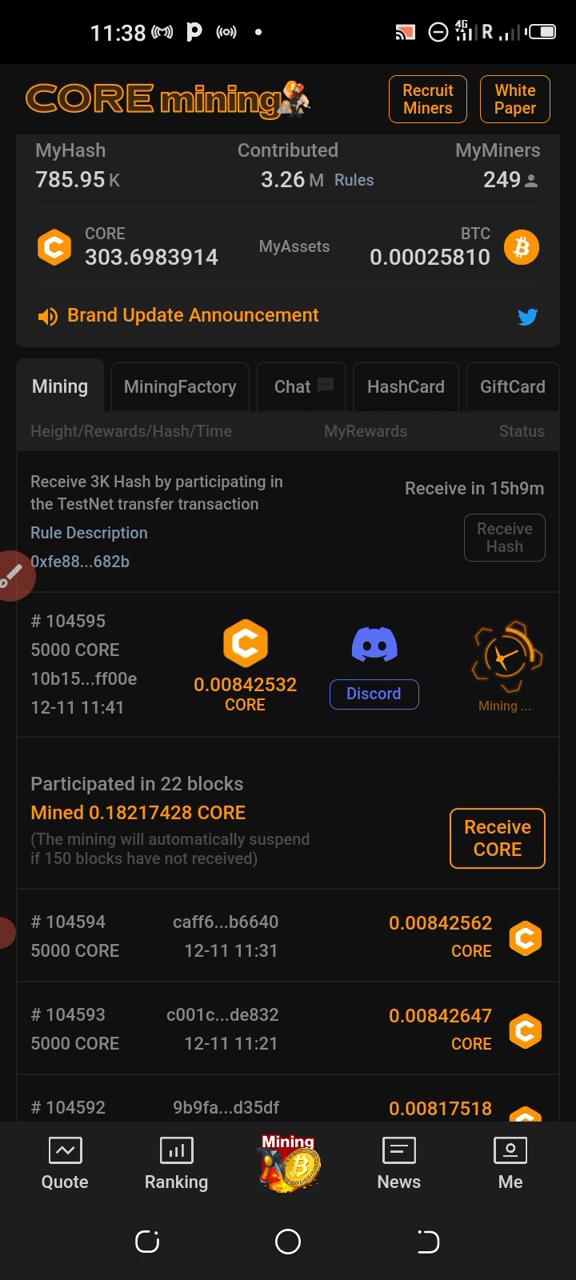 11:38
4G R
CORE mining
Recruit Miners
White Paper
MyHash
Contributed
MyMiners
785.95 K
3.26 M Rules
249
CORE
303.6983914
MyAssets
BTC
0.00025810
Brand Update Announcement
Mining
MiningFactory
Chat
HashCard
GiftCard
Height/Rewards/Hash/Time
MyRewards
Status
Receive 3K Hash by participating in
the TestNet transfer transaction
Rule Description
0xfe88...682b
Receive in 15h9m
Receive
Hash
# 104595
5000 CORE
10b15...ff00e
12-11 11:41
0.00842532
CORE
Discord
Mining ...
Participated in 22 blocks
Mined 0.18217428 CORE
(The mining will automatically suspend
if 150 blocks have not received)
Receive
CORE
# 104594
caff6...b6640
0.00842562
5000 CORE
12-11 11:31
CORE
# 104593
c001c...de832
0.00842647
5000 CORE
12-11 11:21
CORE
# 104592
9b9fa...d35df
0.00817518
Quote
Ranking
Mining
News
Me